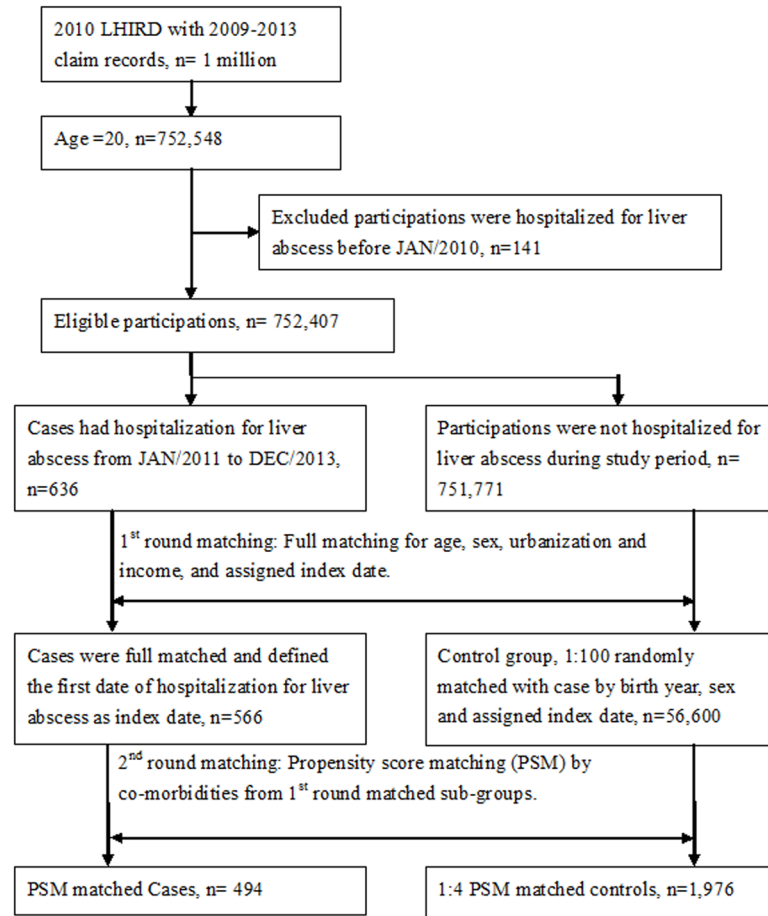 2010 LHIRD with 2009-2013
claim records, n= 1 million
Age =20, n=752,548
Excluded participations were hospitalized for liver
abscess before JAN/2010, n=141
Eligible participations, n= 752,407
Cases had hospitalization for liver
abscess from JAN/2011 to DEC/2013,
n=636
Participations were not hospitalized for
liver abscess during study period, n=
751,771
1st round matching: Full matching for age, sex, urbanization and
income, and assigned index date.
Cases were full matched and defined
the first date of hospitalization for liver
abscess as index date, n=566
Control group, 1:100 randomly
matched with case by birth year, sex
and assigned index date, n=56,600
2nd round matching: Propensity score matching (PSM) by
co-morbidities from 1st round matched sub-groups.
PSM matched Cases, n= 494
1:4 PSM matched controls, n=1,976